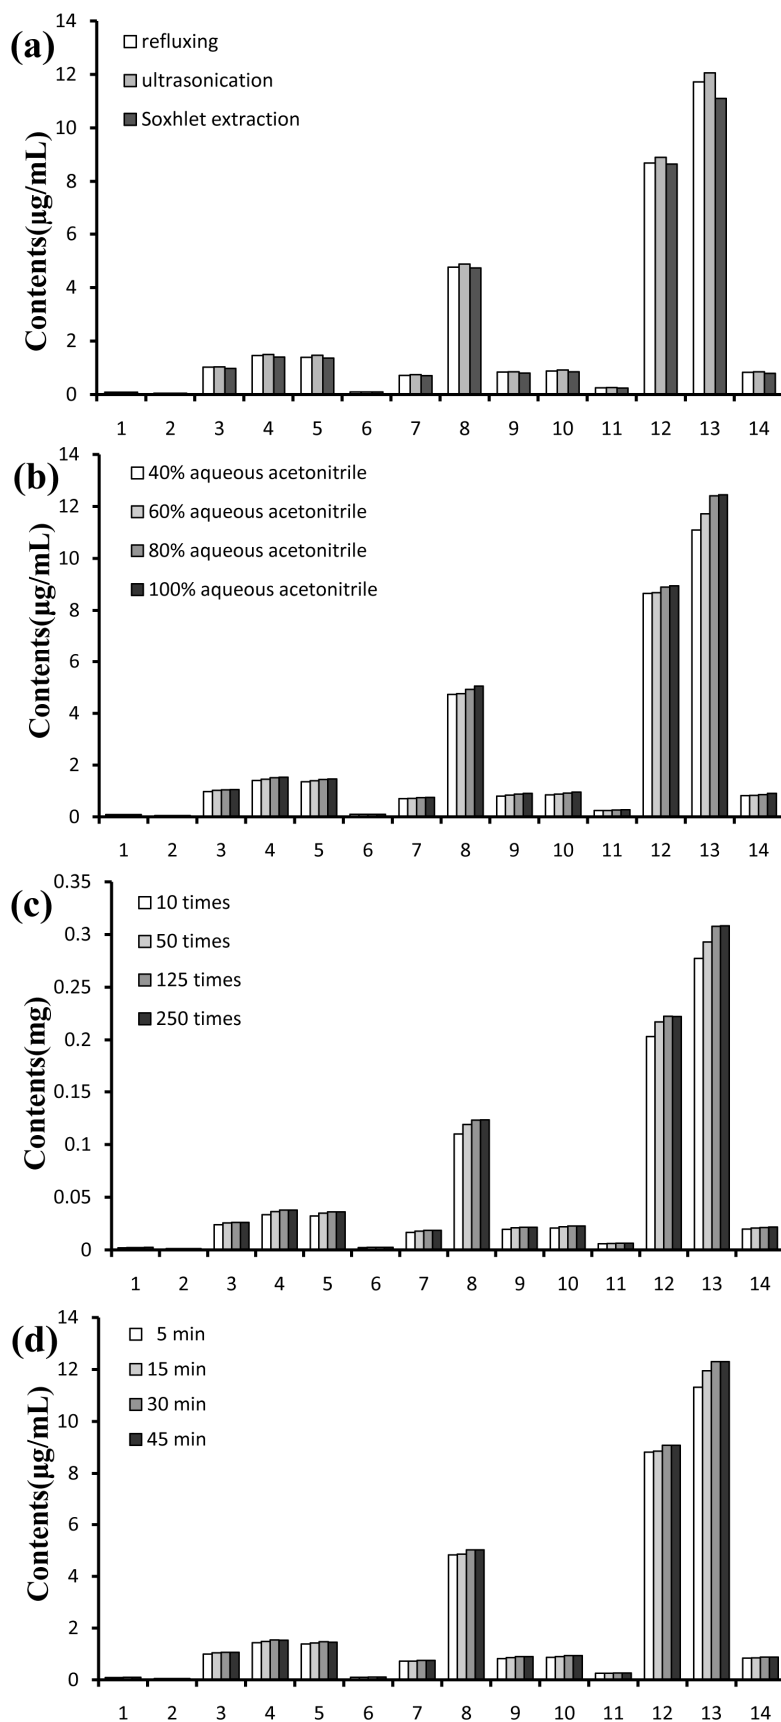 (a)
Contents(µg/mL)
14
12
10
8
6
4
2
0
refluxing
ultrasonication
Soxhlet extraction
1 2 3 4 5 6 7 8 9 10 11 12 13 14
(b)
Contents(µg/mL)
14
12
10
8
6
4
2
0
40% aqueous acetonitrile
60% aqueous acetonitrile
80% aqueous acetonitrile
100% aqueous acetonitrile
1 2 3 4 5 6 7 8 9 10 11 12 13 14
(c)
Contents(mg)
0.35
0.3
0.25
0.2
0.15
0.1
0.05
0
10 times
50 times
125 times
250 times
1 2 3 4 5 6 7 8 9 10 11 12 13 14
(d)
Contents(µg/mL)
14
12
10
8
6
4
2
0
5 min
15 min
30 min
45 min
1 2 3 4 5 6 7 8 9 10 11 12 13 14